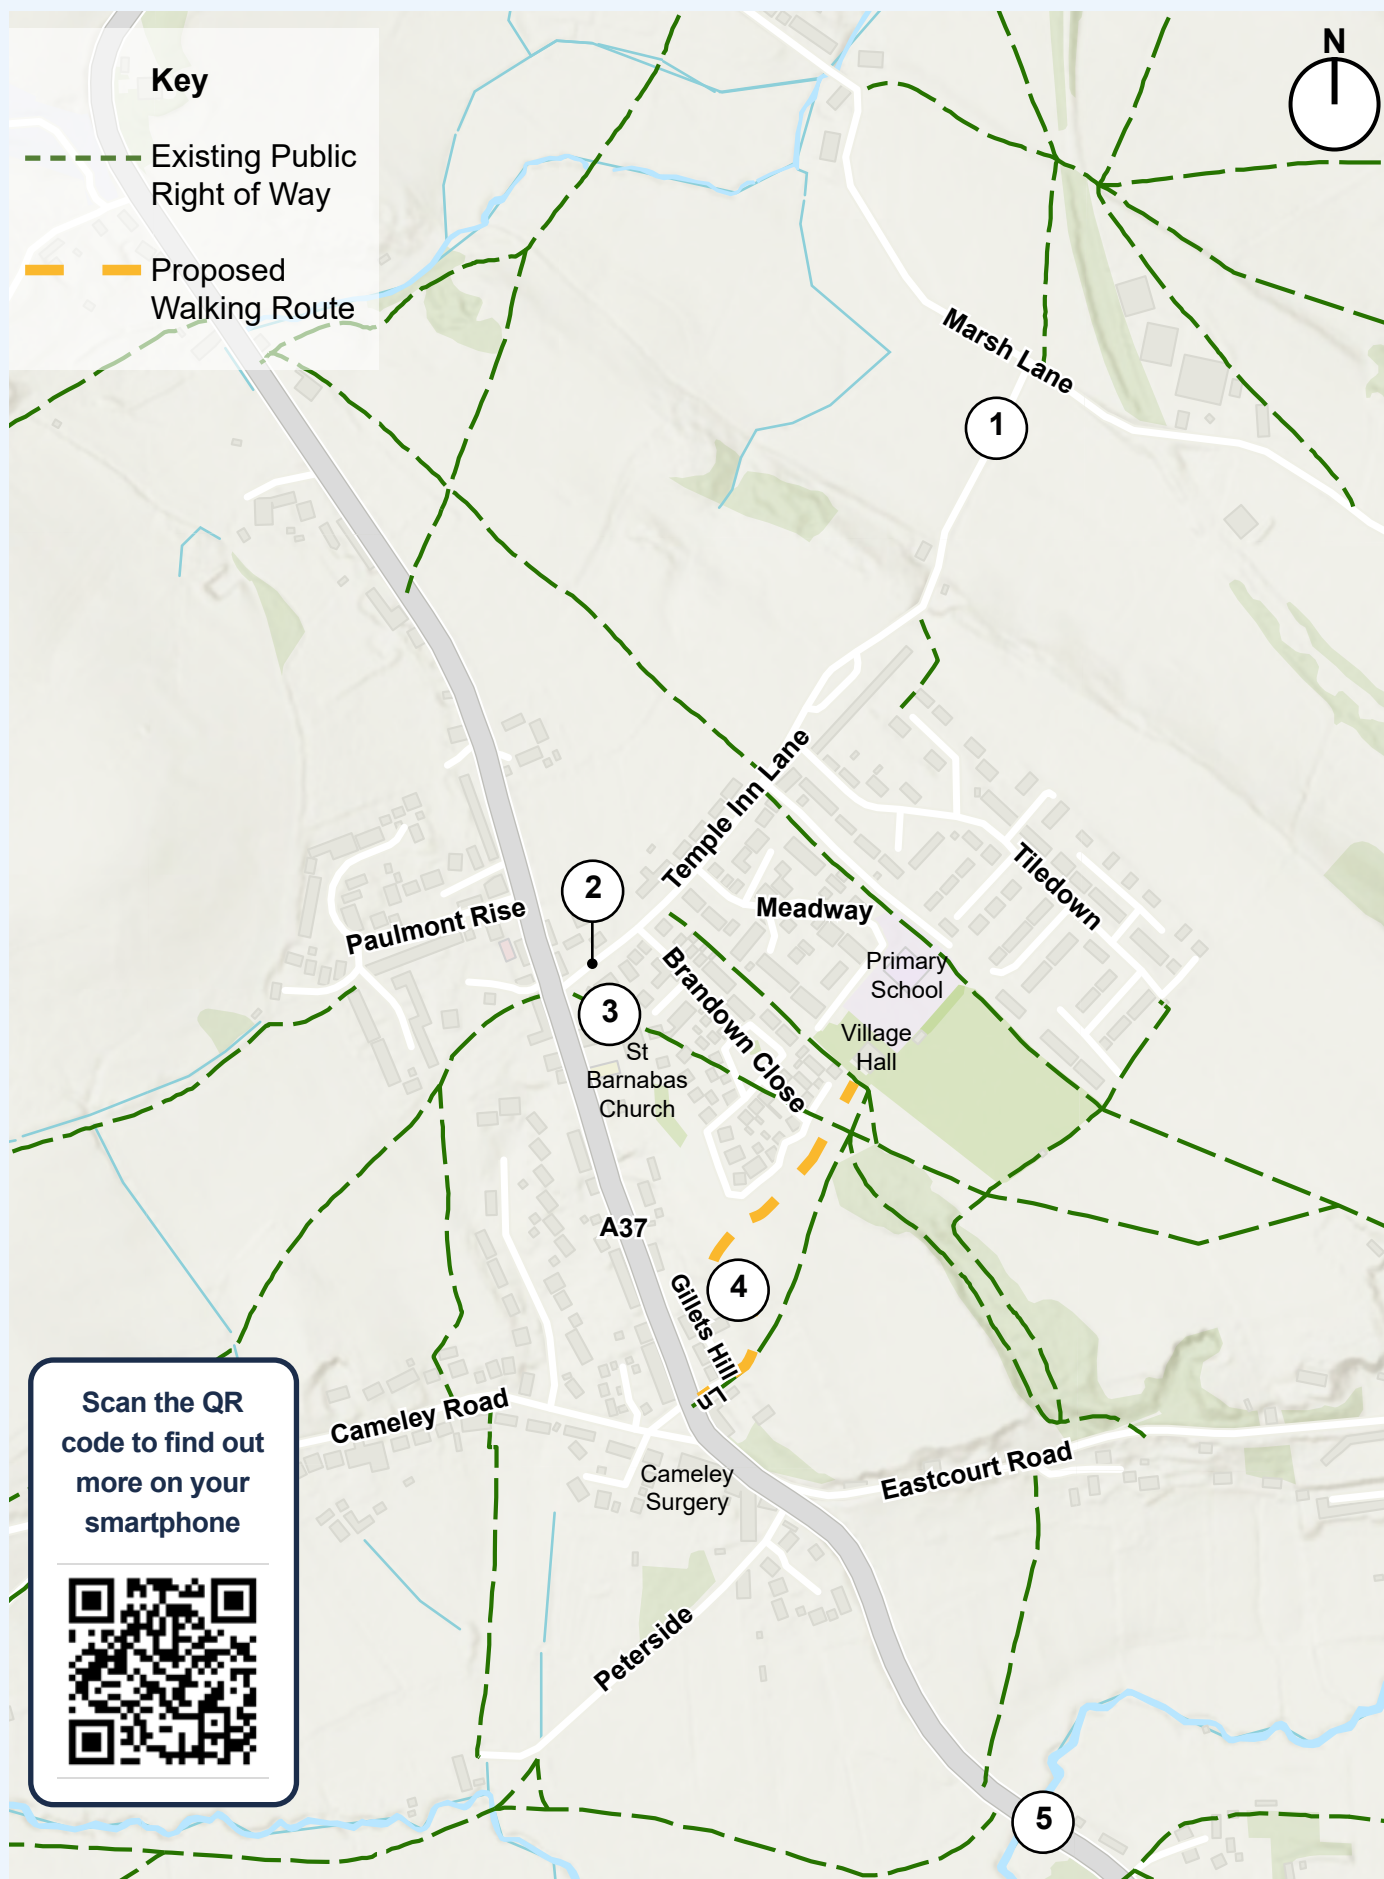 Key
Existing Public
Right of Way
Proposed
Walking Route
N
Marsh Lane
1
Temple Inn Lane
Tiledown
2
Meadway
Paulmont Rise
Primary
School
Brandown Close
3
Village
Hall
St
Barnabas
Church
A37
4
Gillets Hill
Ln
Cameley Road
Scan the QR
code to find out
more on your
smartphone
Cameley
Surgery
Eastcourt Road
Peterside
5